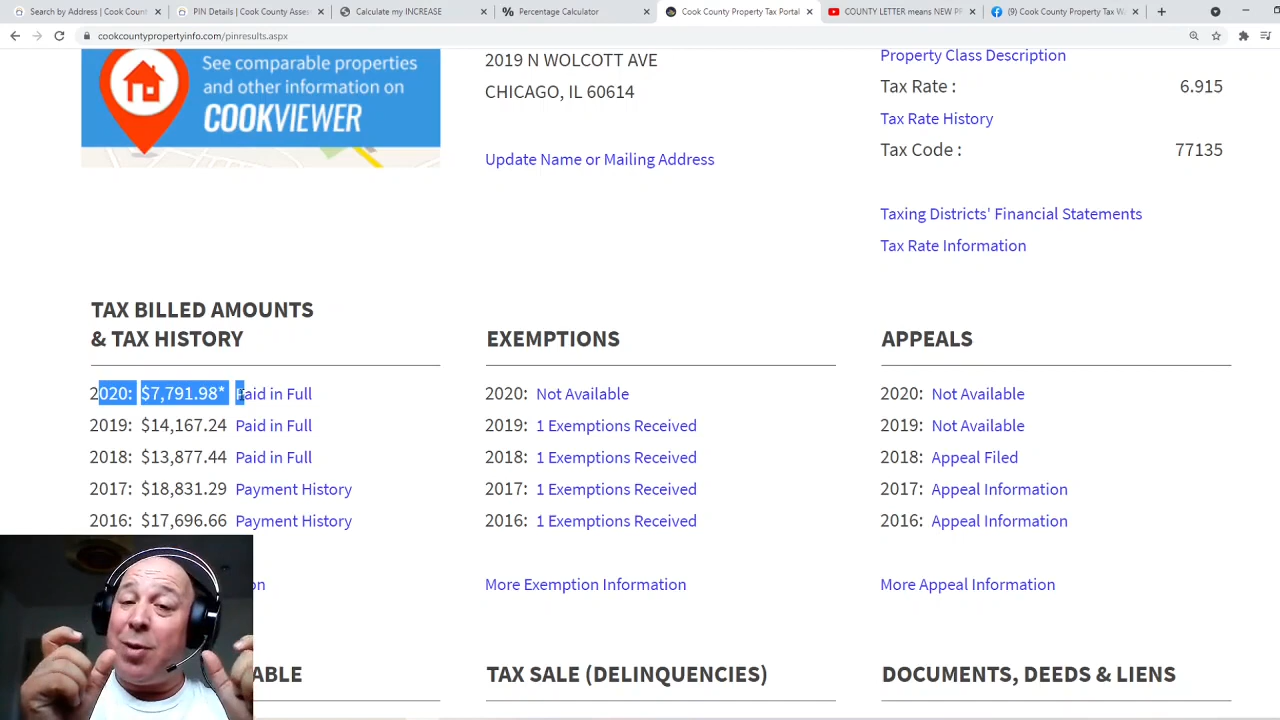 Search by Address | Cook Count
PIN Details | Cook County Asses
Calculate my INCREASE
Percentage Calculator
Cook County Property Tax Portal
COUNTY LETTER means NEW PR
(9) Cook County Property Tax W
cookcountypropertyinfo.com/pinresults.aspx
See comparable properties
and other information on
COOKVIEWER
2019 N WOLCOTT AVE
CHICAGO, IL 60614
Update Name or Mailing Address
Property Class Description
Tax Rate : 6.915
Tax Rate History
Tax Code : 77135
Taxing Districts' Financial Statements
Tax Rate Information
TAX BILLED AMOUNTS
& TAX HISTORY
2020: $7,791.98* Paid in Full
2019: $14,167.24 Paid in Full
2018: $13,877.44 Paid in Full
2017: $18,831.29 Payment History
2016: $17,696.66 Payment History
on
EXEMPTIONS
2020: Not Available
2019: 1 Exemptions Received
2018: 1 Exemptions Received
2017: 1 Exemptions Received
2016: 1 Exemptions Received
More Exemption Information
APPEALS
2020: Not Available
2019: Not Available
2018: Appeal Filed
2017: Appeal Information
2016: Appeal Information
More Appeal Information
ABLE
TAX SALE (DELINQUENCIES)
DOCUMENTS, DEEDS & LIENS